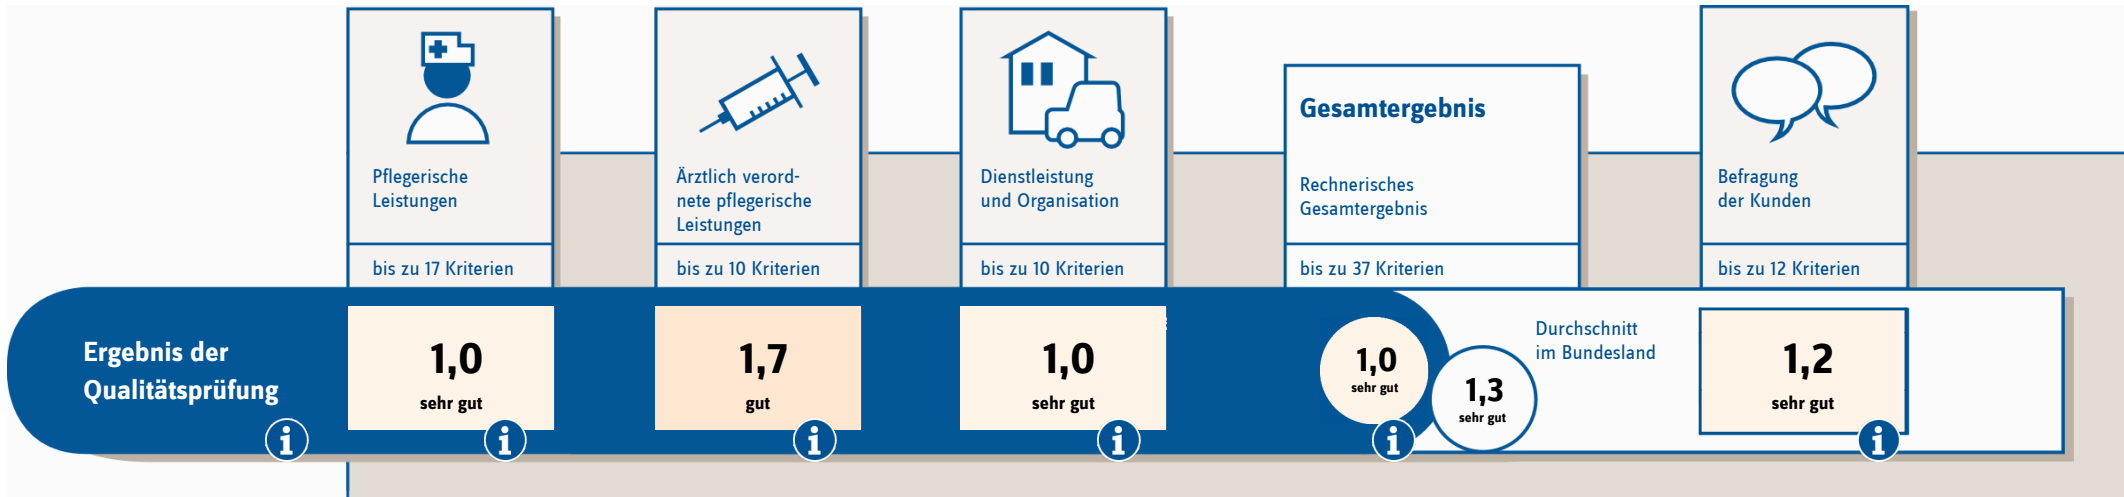 Pflegerische
Leistungen
bis zu 17 Kriterien
Ärztlich verord-
nete pflegerische
Leistungen
bis zu 10 Kriterien
Dienstleistung
und Organisation
bis zu 10 Kriterien
Gesamtergebnis
Rechnerisches
Gesamtergebnis
bis zu 37 Kriterien
Befragung
der Kunden
bis zu 12 Kriterien
Ergebnis der
Qualitätsprüfung
i
1,0
sehr gut
i
1,7
gut
i
1,0
sehr gut
i
1,0
sehr gut
i
1,3
sehr gut
Durchschnitt
im Bundesland
1,2
sehr gut
i